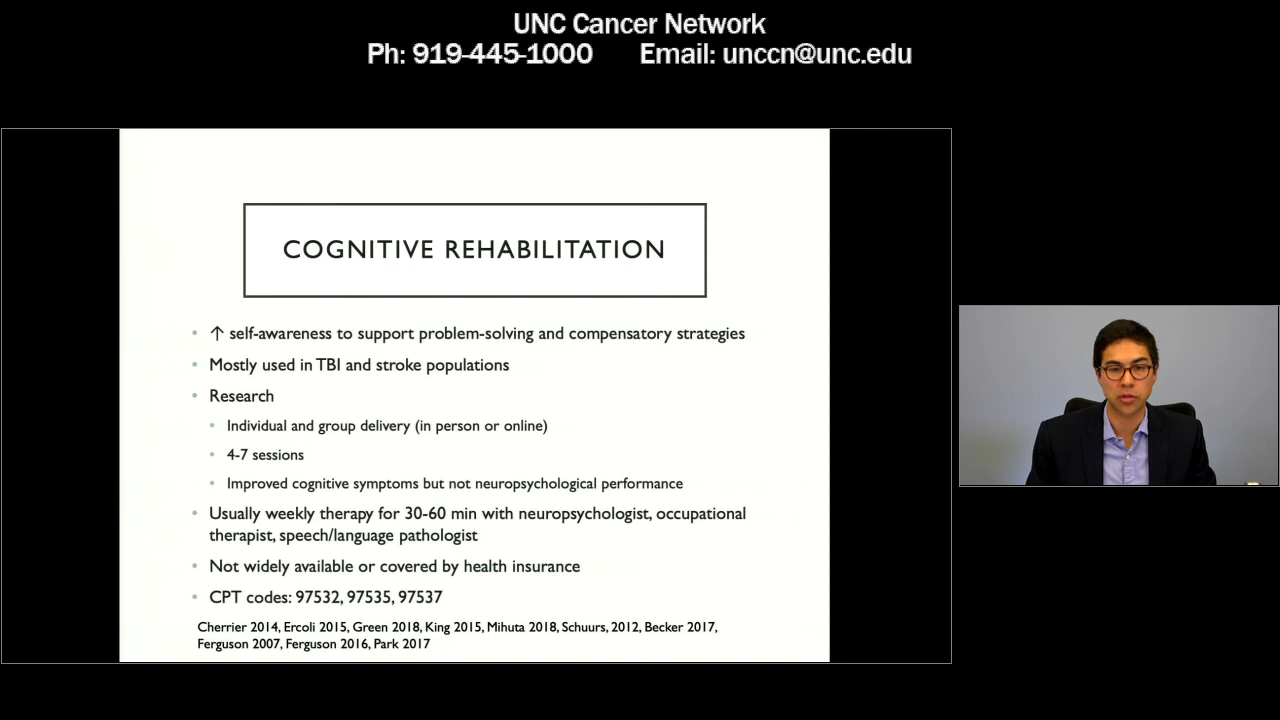 UNC Cancer Network
Ph: 919-445-1000 Email: unccn@unc.edu
COGNITIVE REHABILITATION
• ↑ self-awareness to support problem-solving and compensatory strategies
• Mostly used in TBI and stroke populations
• Research
• Individual and group delivery (in person or online)
• 4-7 sessions
• Improved cognitive symptoms but not neuropsychological performance
• Usually weekly therapy for 30-60 min with neuropsychologist, occupational
therapist, speech/language pathologist
• Not widely available or covered by health insurance
• CPT codes: 97532, 97535, 97537
Cherrier 2014, Ercoli 2015, Green 2018, King 2015, Mihuta 2018, Schuurs, 2012, Becker 2017,
Ferguson 2007, Ferguson 2016, Park 2017